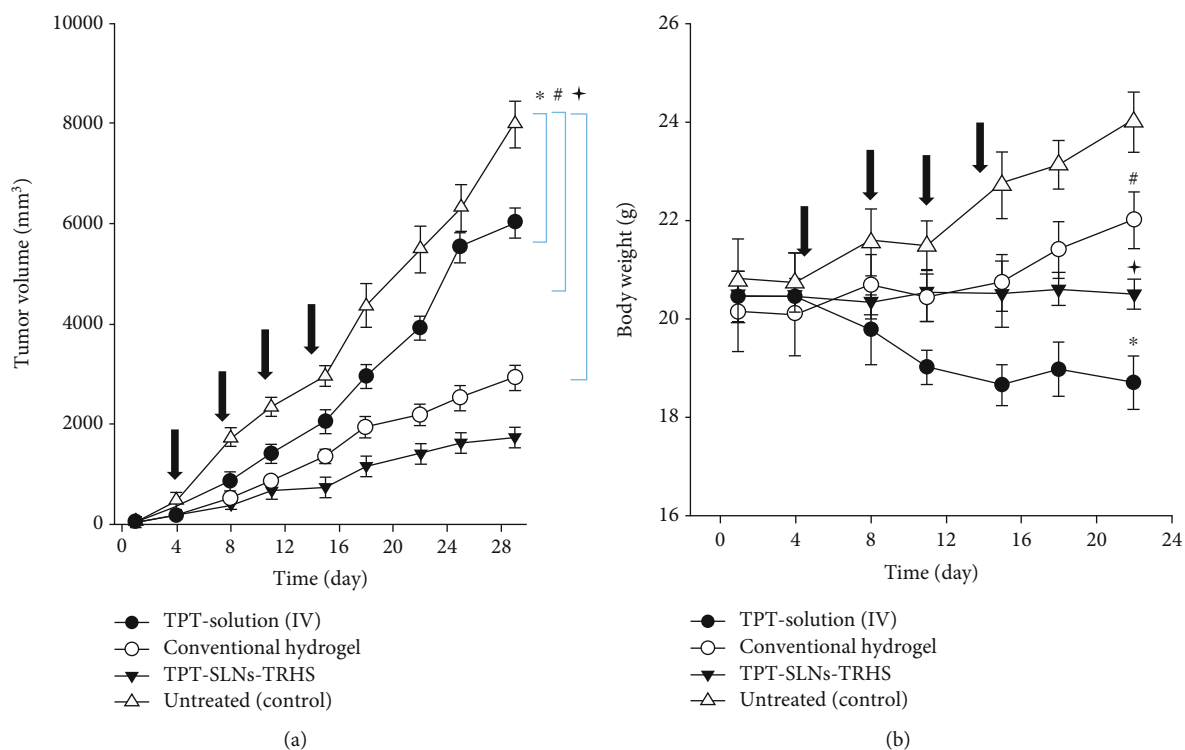 10000
8000
6000
4000
2000
0
Tumor volume (mm³)
* # ✦
0 4 8 12 16 20 24 28
Time (day)
TPT-solution (IV)
Conventional hydrogel
TPT-SLNs-TRHS
Untreated (control)
(a)
26
24
22
20
18
16
Body weight (g)
#
✦
*
0 4 8 12 16 20 24
Time (day)
TPT-solution (IV)
Conventional hydrogel
TPT-SLNs-TRHS
Untreated (control)
(b)